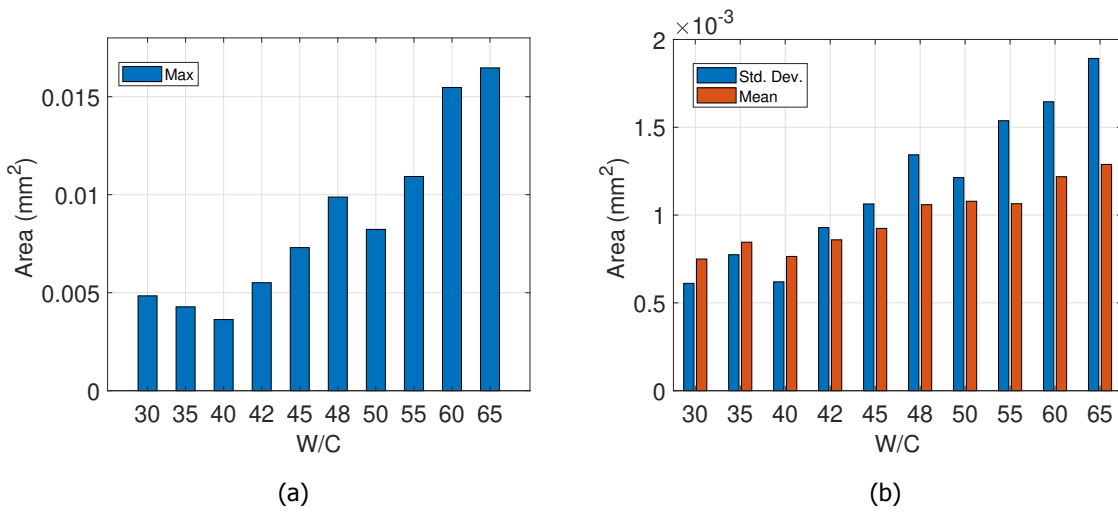 Max
0.015
0.01
0.005
0
Area (mm²)
30 35 40 42 45 48 50 55 60 65
W/C
(a)
×10⁻³
2
Std. Dev.
Mean
1.5
1
0.5
0
Area (mm²)
30 35 40 42 45 48 50 55 60 65
W/C
(b)